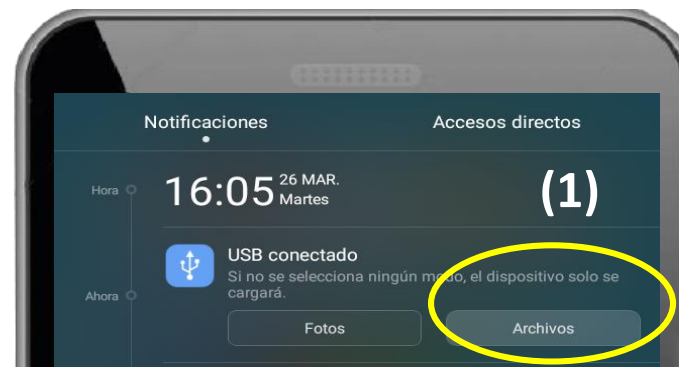 Notificaciones
Accesos directos
Hora
16:05
26 MAR.
Martes
(1)
USB conectado
Si no se selecciona ningún modo, el dispositivo solo se
cargará.
Ahora
Fotos
Archivos